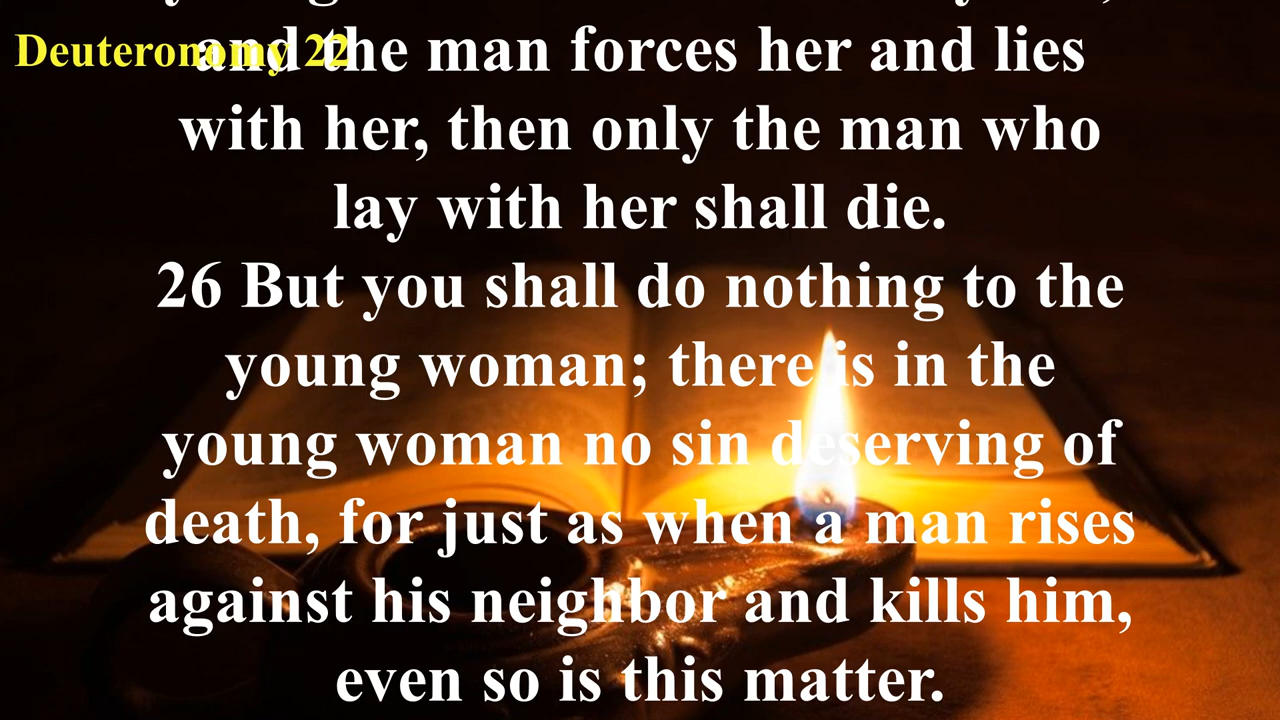 Deuteronomy 22
and the man forces her and lies
with her, then only the man who
lay with her shall die.
26 But you shall do nothing to the
young woman; there is in the
young woman no sin deserving of
death, for just as when a man rises
against his neighbor and kills him,
even so is this matter.